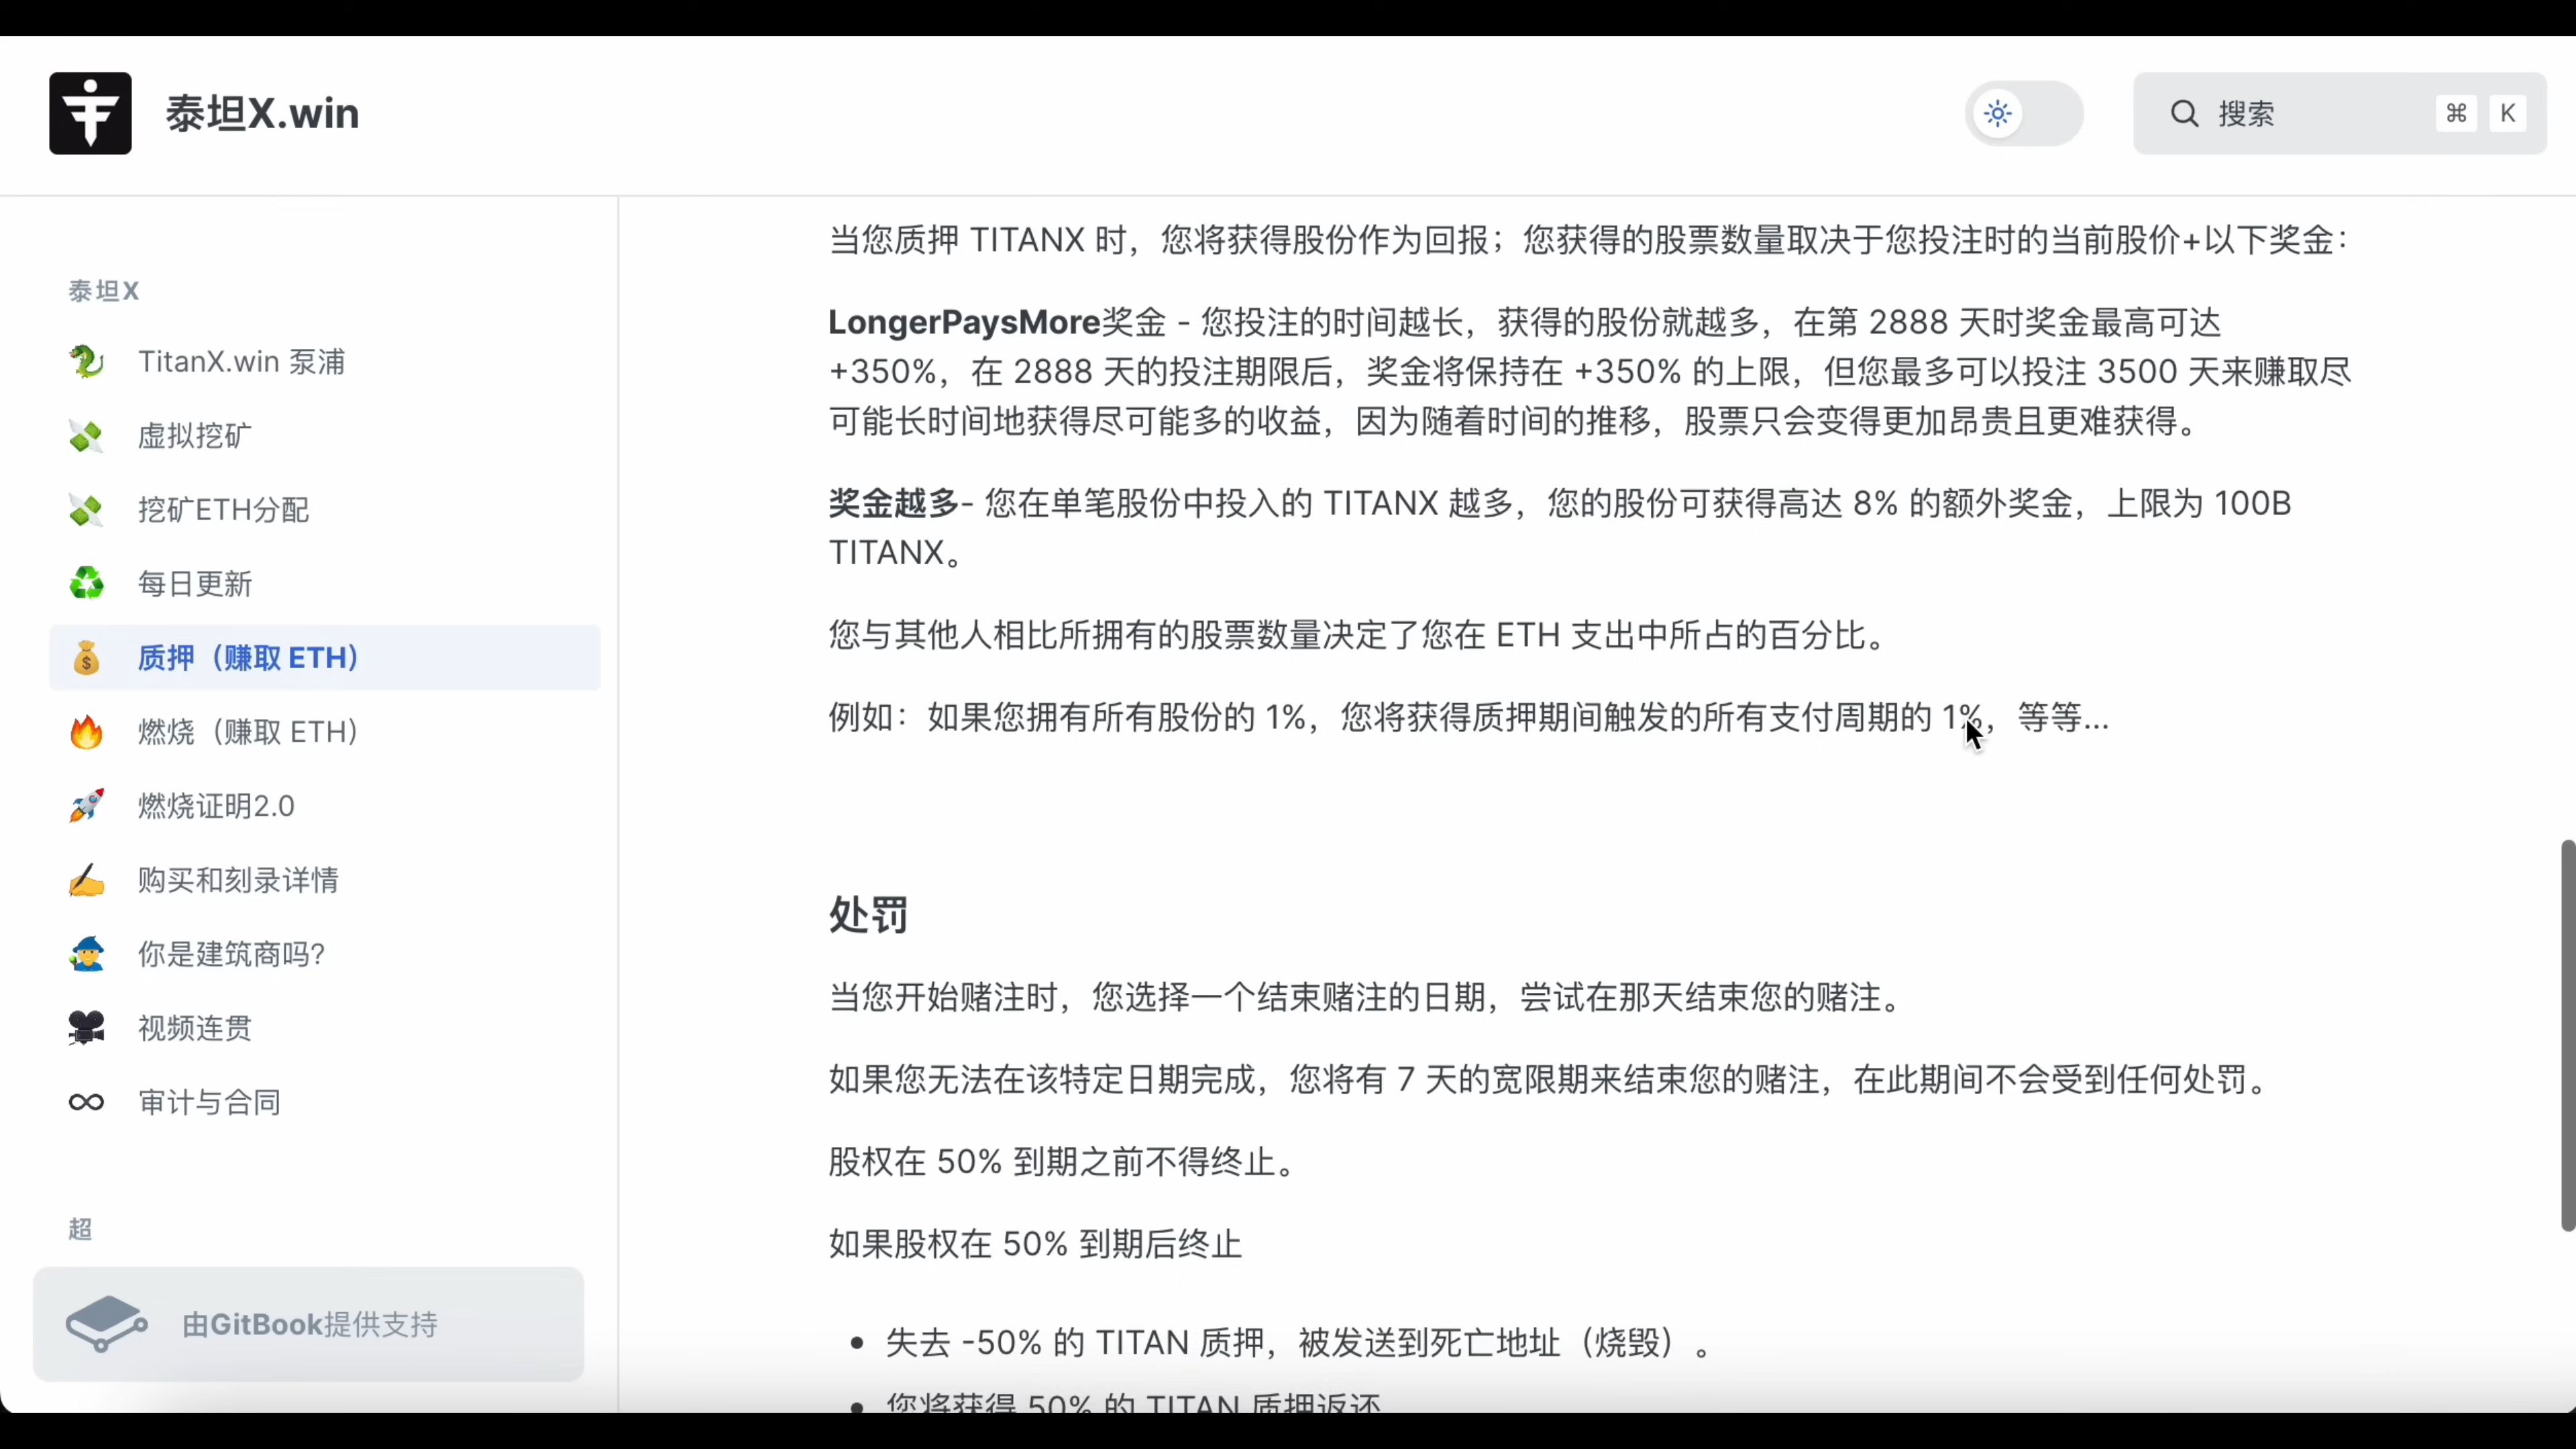 泰坦X.win
搜索
⌘ K
泰坦X
TitanX.win 泵浦
虚拟挖矿
挖矿ETH分配
每日更新
质押（赚取 ETH）
燃烧（赚取 ETH）
燃烧证明2.0
购买和刻录详情
你是建筑商吗？
视频连贯
审计与合同
超
由GitBook提供支持
当您质押 TITANX 时，您将获得股份作为回报；您获得的股票数量取决于您投注时的当前股价+以下奖金：
LongerPaysMore奖金 - 您投注的时间越长，获得的股份就越多，在第 2888 天时奖金最高可达
+350%，在 2888 天的投注期限后，奖金将保持在 +350% 的上限，但您最多可以投注 3500 天来赚取尽
可能长时间地获得尽可能多的收益，因为随着时间的推移，股票只会变得更加昂贵且更难获得。
奖金越多- 您在单笔股份中投入的 TITANX 越多，您的股份可获得高达 8% 的额外奖金，上限为 100B
TITANX。
您与其他人相比所拥有的股票数量决定了您在 ETH 支出中所占的百分比。
例如：如果您拥有所有股份的 1%，您将获得质押期间触发的所有支付周期的 1%，等等...
处罚
当您开始赌注时，您选择一个结束赌注的日期，尝试在那天结束您的赌注。
如果您无法在该特定日期完成，您将有 7 天的宽限期来结束您的赌注，在此期间不会受到任何处罚。
股权在 50% 到期之前不得终止。
如果股权在 50% 到期后终止
• 失去 -50% 的 TITAN 质押，被发送到死亡地址（烧毁）。
• 您将获得 50% 的 TITAN 质押返还